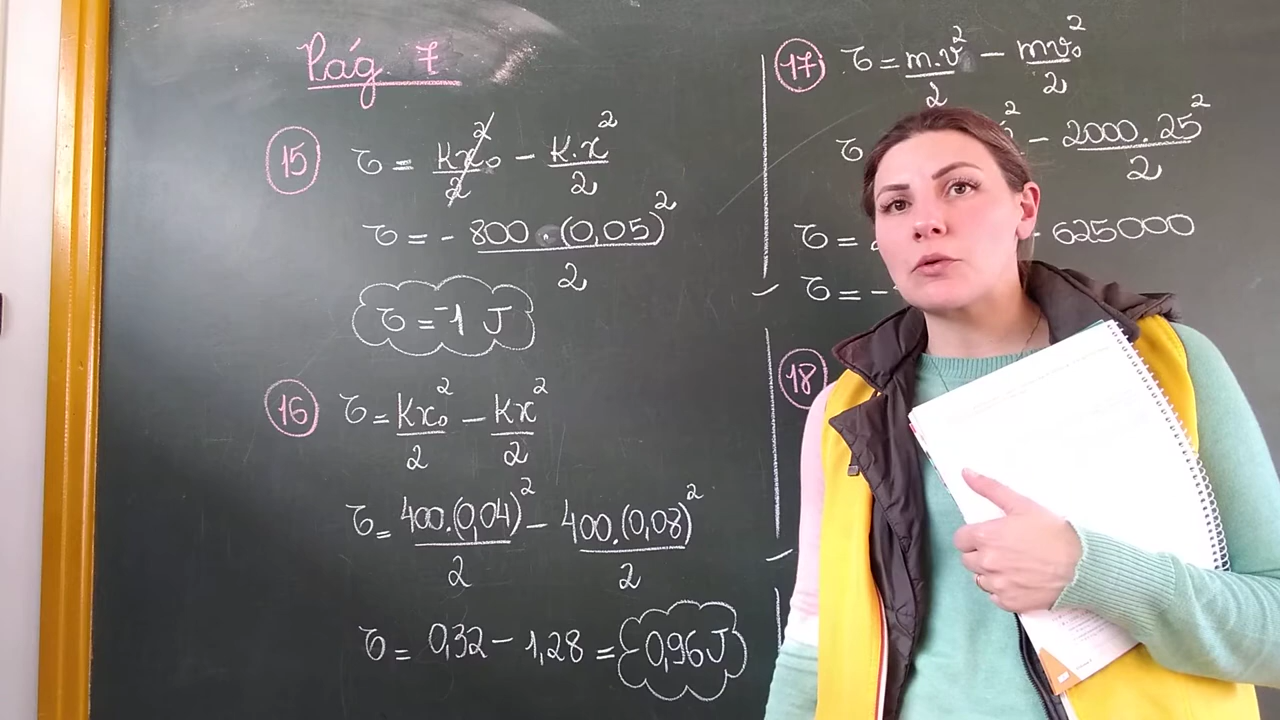 Pág. 7
15 τ = Kx₀²/2 - K.x²/2
τ = - 800 . (0,05)²/2
τ = -1 J
16 τ = Kx₀²/2 - Kx²/2
τ = 400.(0,04)²/2 - 400.(0,08)²/2
τ = 0,32 - 1,28 = -0,96 J
17 τ = m.v²/2 - mv₀²/2
τ ² - 2000 . 25²/2
τ = - 625000
τ = -
18